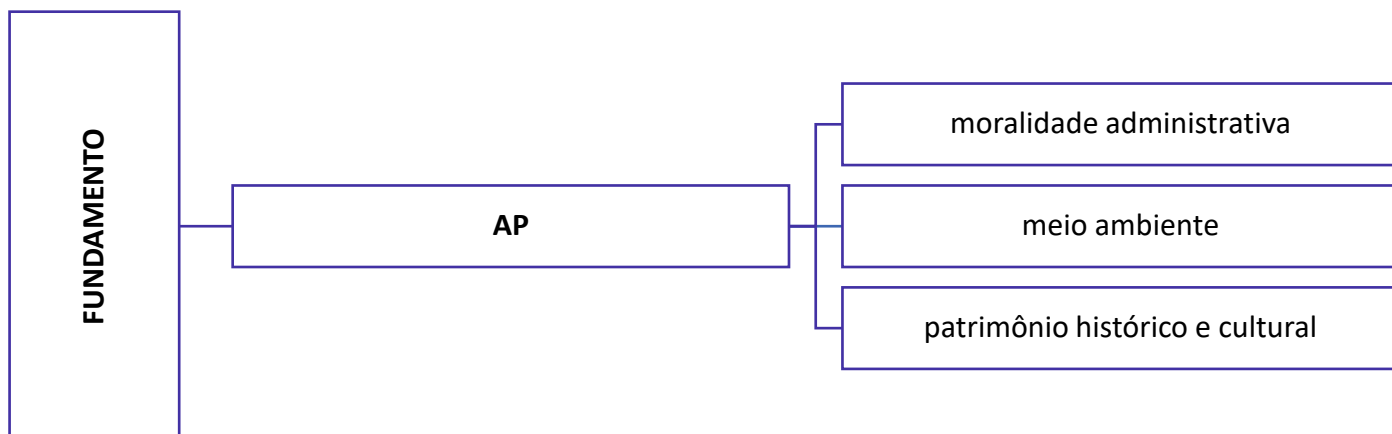 FUNDAMENTO
AP
moralidade administrativa
meio ambiente
patrimônio histórico e cultural